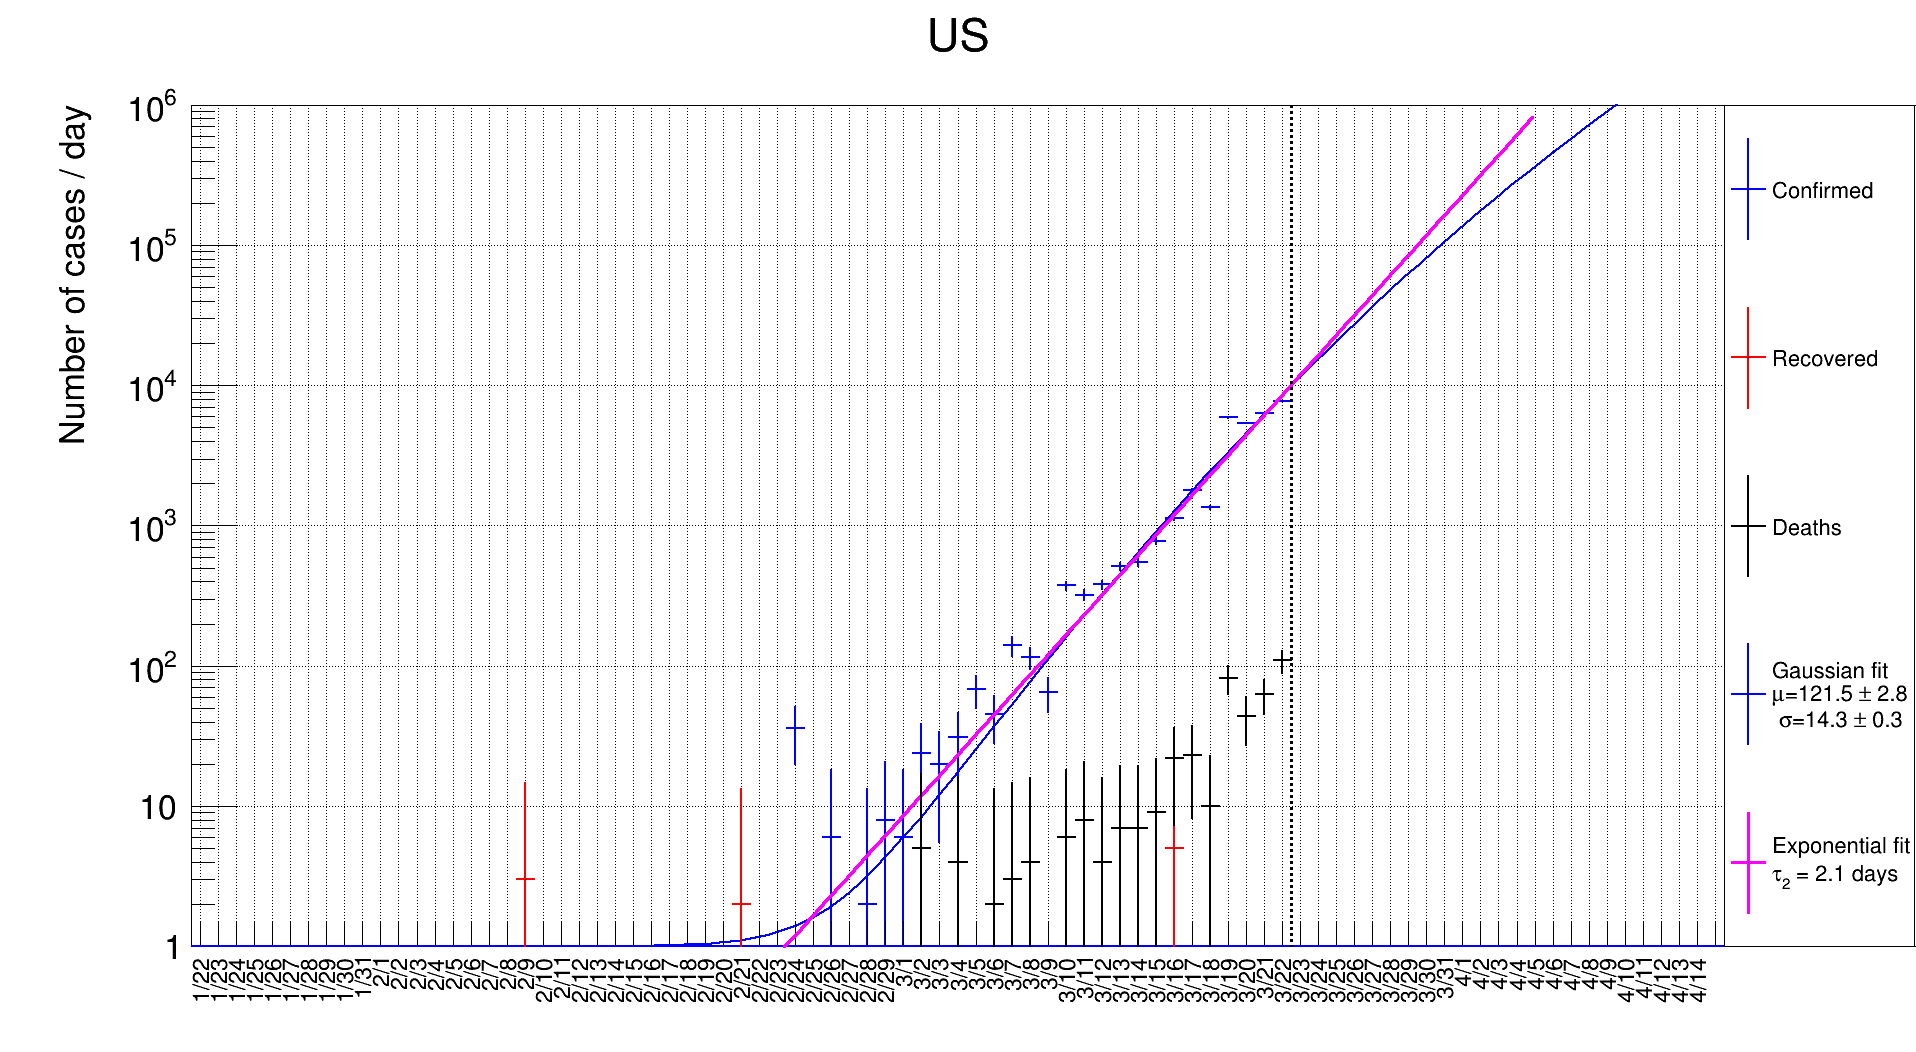 US
Number of cases / day
10^6
10^5
10^4
10^3
10^2
10
1
1/22 1/23 1/24 1/25 1/26 1/27 1/28 1/29 1/30 1/31 2/1 2/2 2/3 2/4 2/5 2/6 2/7 2/8 2/9 2/10 2/11 2/12 2/13 2/14 2/15 2/16 2/17 2/18 2/19 2/20 2/21 2/22 2/23 2/24 2/25 2/26 2/27 2/28 2/29 3/1 3/2 3/3 3/4 3/5 3/6 3/7 3/8 3/9 3/10 3/11 3/12 3/13 3/14 3/15 3/16 3/17 3/18 3/19 3/20 3/21 3/22 3/23 3/24 3/25 3/26 3/27 3/28 3/29 3/30 3/31 4/1 4/2 4/3 4/4 4/5 4/6 4/7 4/8 4/9 4/10 4/11 4/12 4/13 4/14
Confirmed
Recovered
Deaths
Gaussian fit
μ=121.5 ± 2.8
σ=14.3 ± 0.3
Exponential fit
τ₂ = 2.1 days